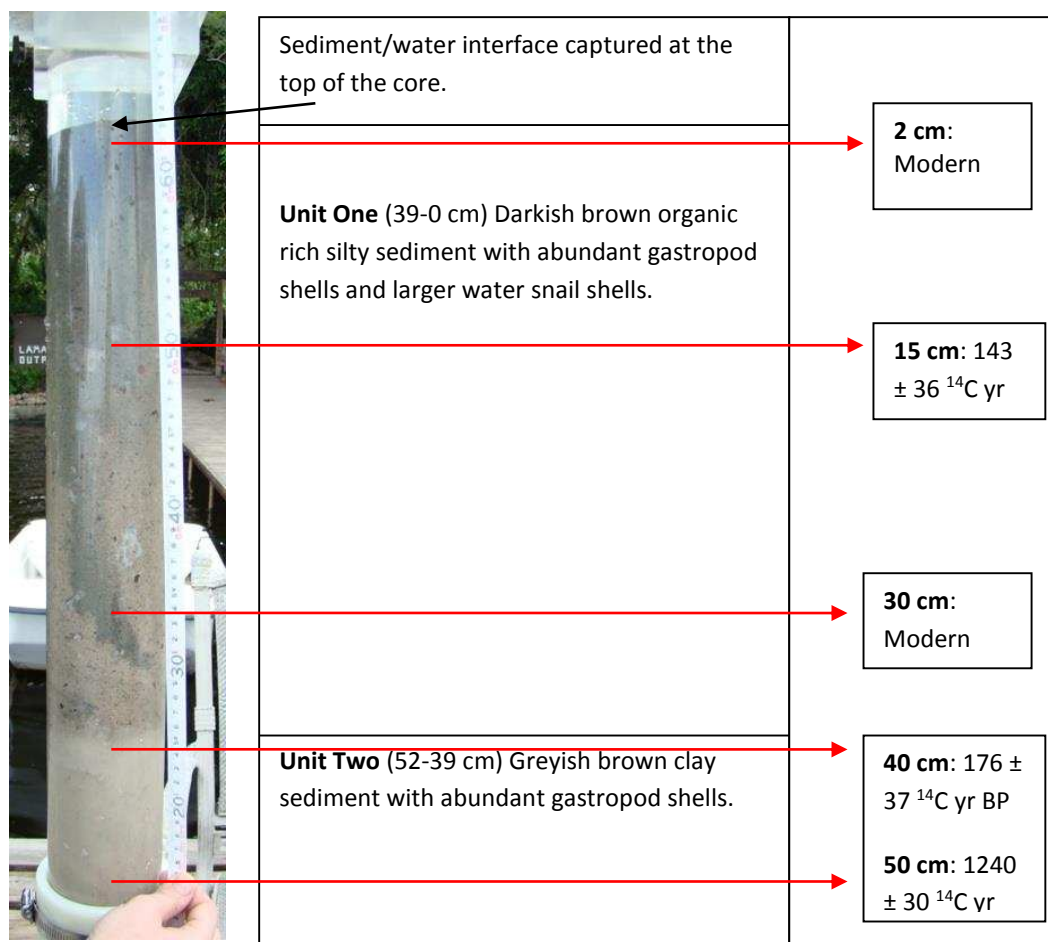 Sediment/water interface captured at the
top of the core.
2 cm:
Modern
Unit One (39-0 cm) Darkish brown organic
rich silty sediment with abundant gastropod
shells and larger water snail shells.
15 cm: 143
± 36 ¹⁴C yr
30 cm:
Modern
Unit Two (52-39 cm) Greyish brown clay
sediment with abundant gastropod shells.
40 cm: 176 ±
37 ¹⁴C yr BP
50 cm: 1240
± 30 ¹⁴C yr
LAMA
OUTP
60
50
40
30
20